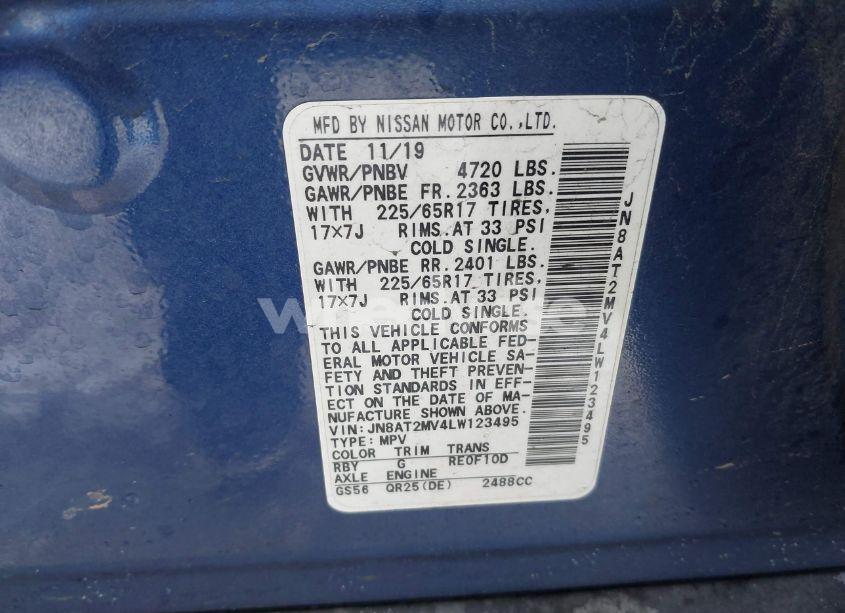 MFD BY NISSAN MOTOR CO.,LTD.
DATE 11/19
GVWR/PNBV 4720 LBS.
GAWR/PNBE FR. 2363 LBS.
WITH 225/65R17 TIRES,
17×7J RIMS.AT 33 PSI
COLD SINGLE.
GAWR/PNBE RR. 2401 LBS.
WITH 225/65R17 TIRES,
17×7J RIMS.AT 33 PSI
COLD SINGLE.
THIS VEHICLE CONFORMS
TO ALL APPLICABLE FED-
ERAL MOTOR VEHICLE SA-
FETY AND THEFT PREVEN-
TION STANDARDS IN EFF-
ECT ON THE DATE OF MA-
NUFACTURE SHOWN ABOVE.
VIN:JN8AT2MV4LW123495
TYPE:MPV
COLOR TRIM TRANS
RBY G RE0F10D
AXLE ENGINE
GS56 QR25(DE) 2488CC
JN8AT2MV4LW123495